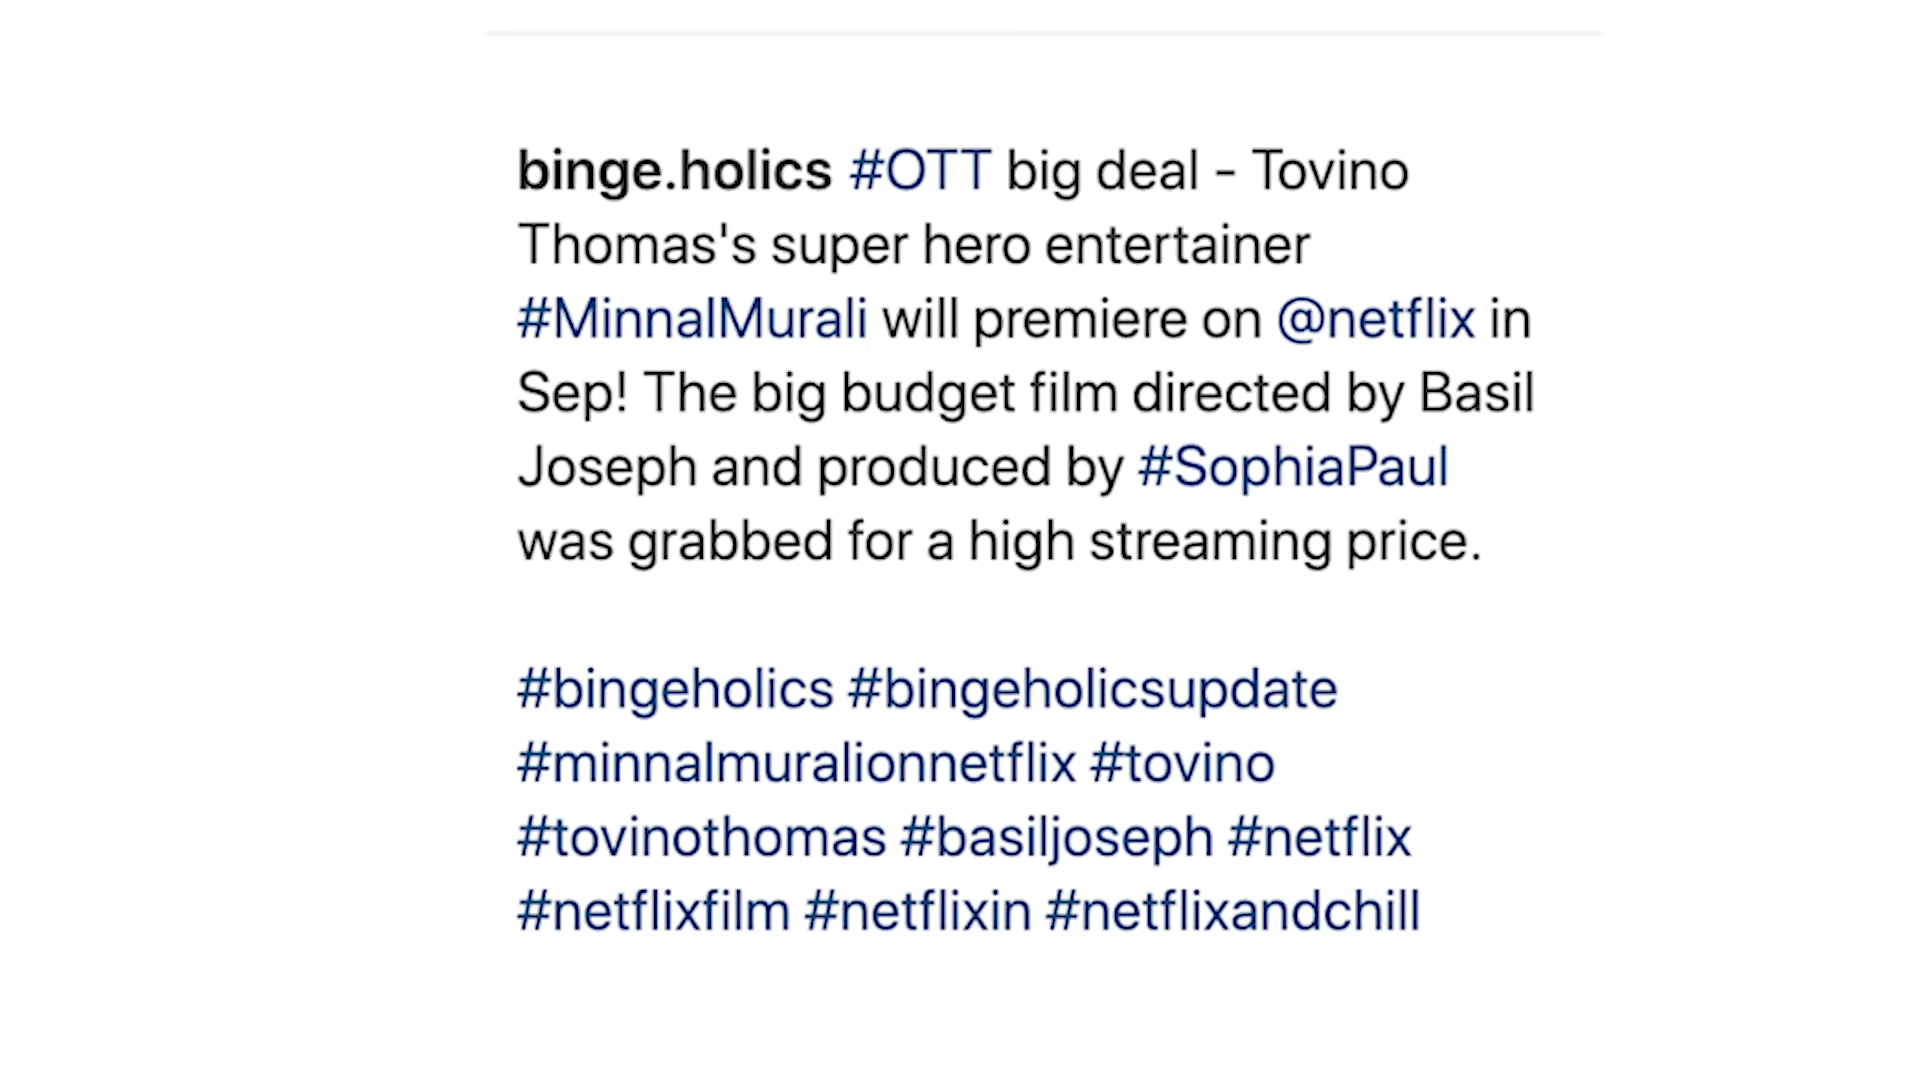 binge.holics #OTT big deal - Tovino
Thomas's super hero entertainer
#MinnalMurali will premiere on @netflix in
Sep! The big budget film directed by Basil
Joseph and produced by #SophiaPaul
was grabbed for a high streaming price.
#bingeholics #bingeholicsupdate
#minnalmuralionnetflix #tovino
#tovinothomas #basiljoseph #netflix
#netflixfilm #netflixin #netflixandchill